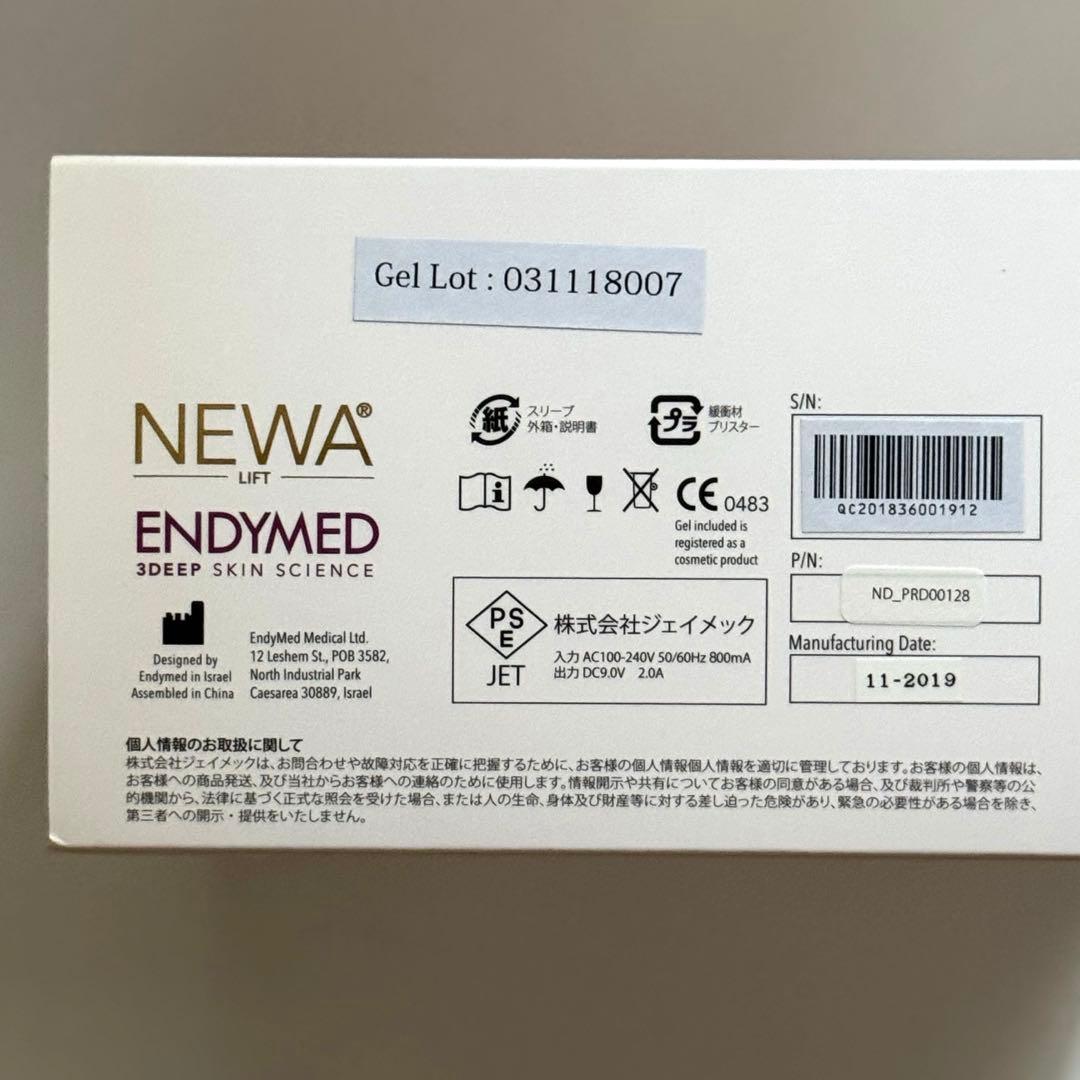 Gel Lot : 031118007
NEWA®
LIFT
ENDYMED
3DEEP SKIN SCIENCE
Designed by
Endymed in Israel
Assembled in China
EndyMed Medical Ltd.
12 Leshem St., POB 3582,
North Industrial Park
Caesarea 30889, Israel
紙
スリーブ
外箱・説明書
プラ
緩衝材
ブリスター
i
CE 0483
Gel included is
registered as a
cosmetic product
PS
E
JET
株式会社ジェイメック
入力 AC100-240V 50/60Hz 800mA
出力 DC9.0V 2.0A
S/N:
QC201836001912
P/N:
ND_PRD00128
Manufacturing Date:
11-2019
個人情報のお取扱に関して
株式会社ジェイメックは、お問合わせや故障対応を正確に把握するために、お客様の個人情報個人情報を適切に管理しております。お客様の個人情報は、
お客様への商品発送、及び当社からお客様への連絡のために使用します。情報開示や共有についてお客様の同意がある場合、及び裁判所や警察等の公
的機関から、法律に基づく正式な照会を受けた場合、または人の生命、身体及び財産等に対する差し迫った危険があり、緊急の必要性がある場合を除き、
第三者への開示・提供をいたしません。